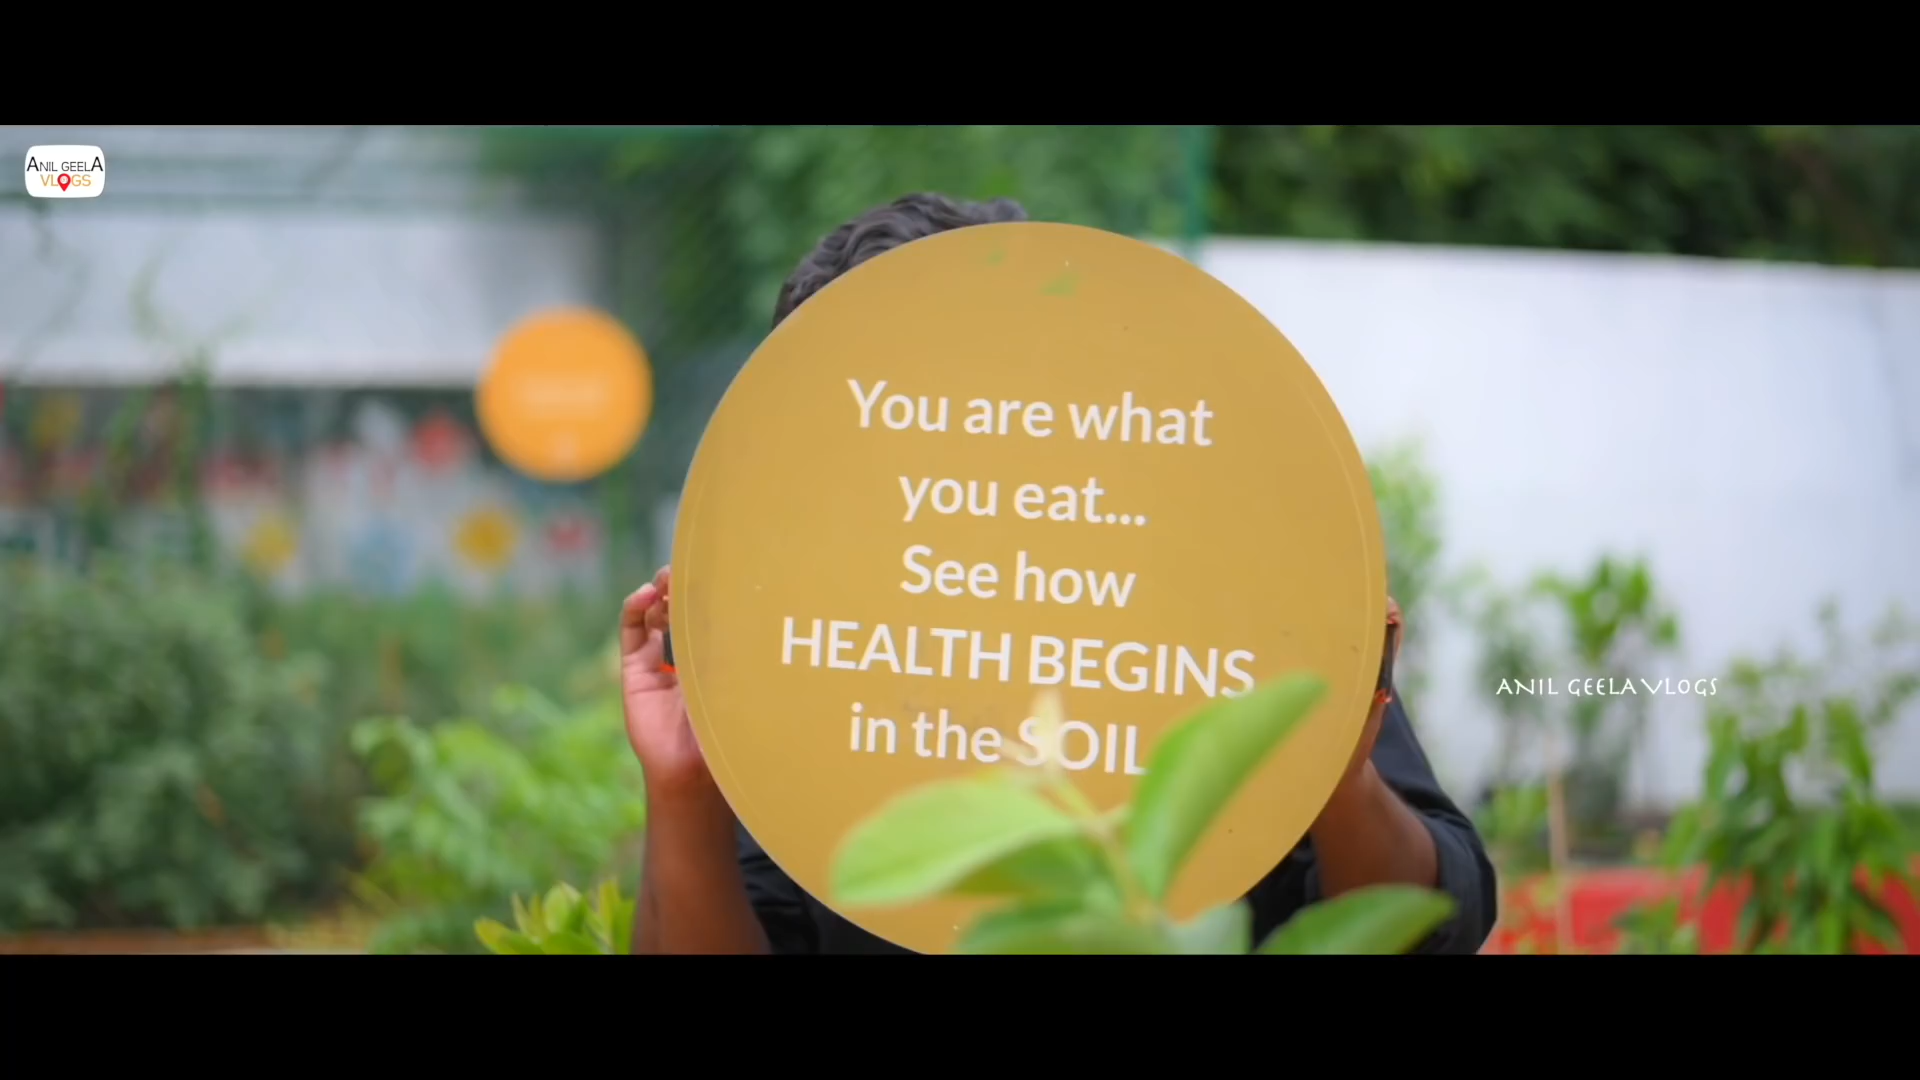 ANIL GEELA
VLOGS
You are what
you eat...
See how
HEALTH BEGINS
in the SOIL
ANIL GEELA VLOGS